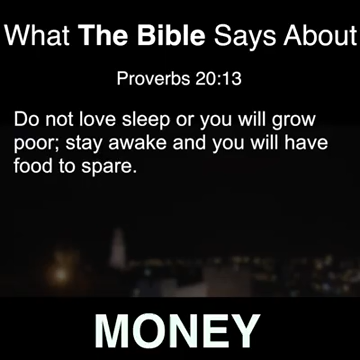 What The Bible Says About
Proverbs 20:13
Do not love sleep or you will grow
poor; stay awake and you will have
food to spare.
MONEY